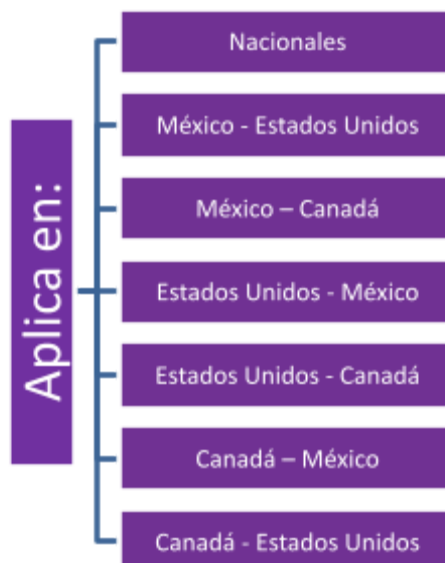 Aplica en:
Nacionales
México - Estados Unidos
México – Canadá
Estados Unidos - México
Estados Unidos - Canadá
Canadá – México
Canadá - Estados Unidos